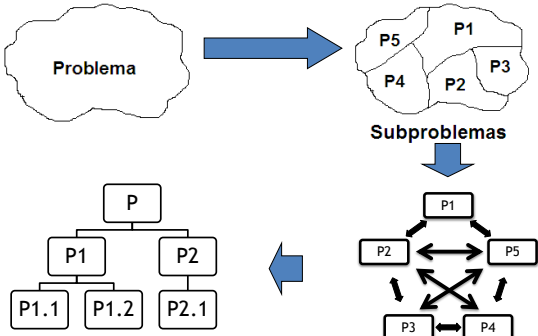 Problema
P5
P1
P4
P2
P3
Subproblemas
P
P1
P2
P1.1
P1.2
P2.1
P1
P2
P5
P3
P4